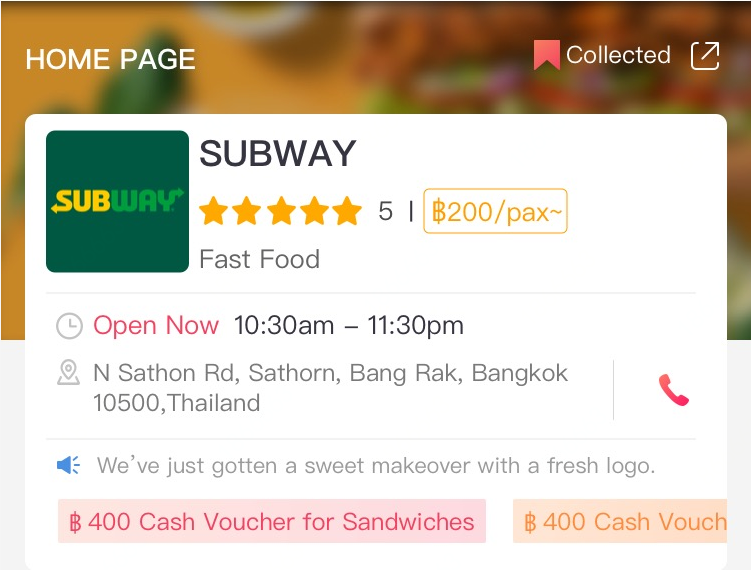 HOME PAGE
Collected
SUBWAY
SUBWAY
5 | ฿200/pax~
Fast Food
Open Now 10:30am – 11:30pm
N Sathon Rd, Sathorn, Bang Rak, Bangkok
10500,Thailand
We've just gotten a sweet makeover with a fresh logo.
฿ 400 Cash Voucher for Sandwiches
฿ 400 Cash Vouch